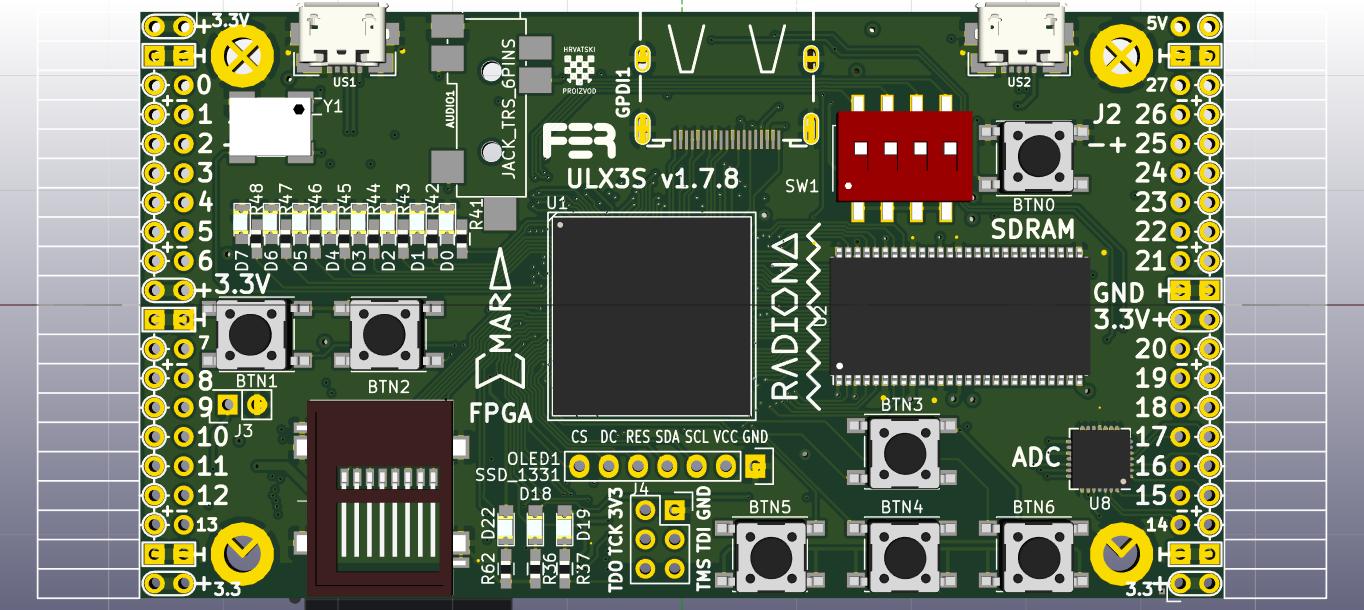 +3.3V
0
1
2
3
4
5
6
3.3V
7
8
9
10
11
12
13
+3.3
US1
Y1
AUDIO1
JACK_TRS_6PINS
HRVATSKI
PROIZVOD
GPDI1
FER
ULX3S v1.7.8
SW1
US2
5V
27
J2 26
-+ 25
24
23
22
21
GND
3.3V+
20
19
18
17
16
15
14
3.3+
BTN0
SDRAM
R48
R47
R46
R45
R44
R43
R42
R41
D7
D6
D5
D4
D3
D2
D1
D0
U1
RADIONA
MARD
FPGA
BTN1
BTN2
J3
CS DC RES SDA SCL VCC GND
OLED1
SSD_1331
D18
D22
D19
R62
R36
R37
J4
TDO TCK 3V3
TMS TDI GND
BTN3
BTN5
BTN4
BTN6
ADC
U8